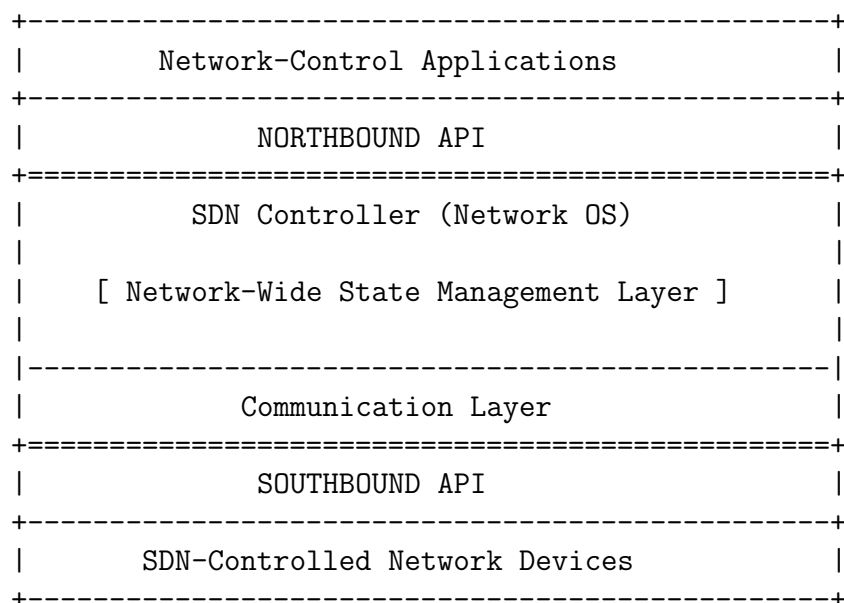 Network-Control Applications
NORTHBOUND API
SDN Controller (Network OS)
[ Network-Wide State Management Layer ]
Communication Layer
SOUTHBOUND API
SDN-Controlled Network Devices